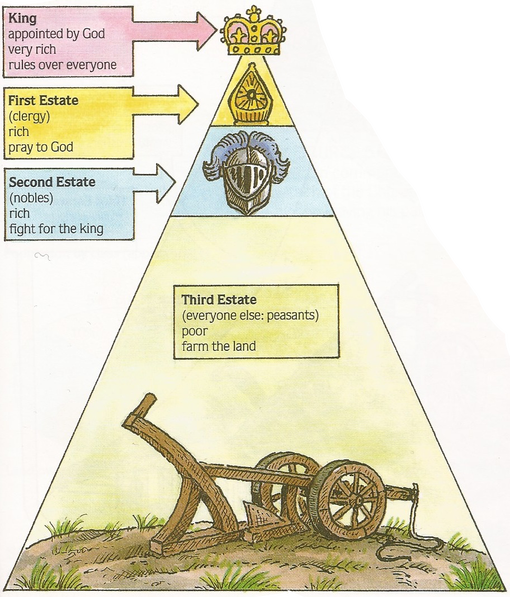 King
appointed by God
very rich
rules over everyone
First Estate
(clergy)
rich
pray to God
Second Estate
(nobles)
rich
fight for the king
Third Estate
(everyone else: peasants)
poor
farm the land